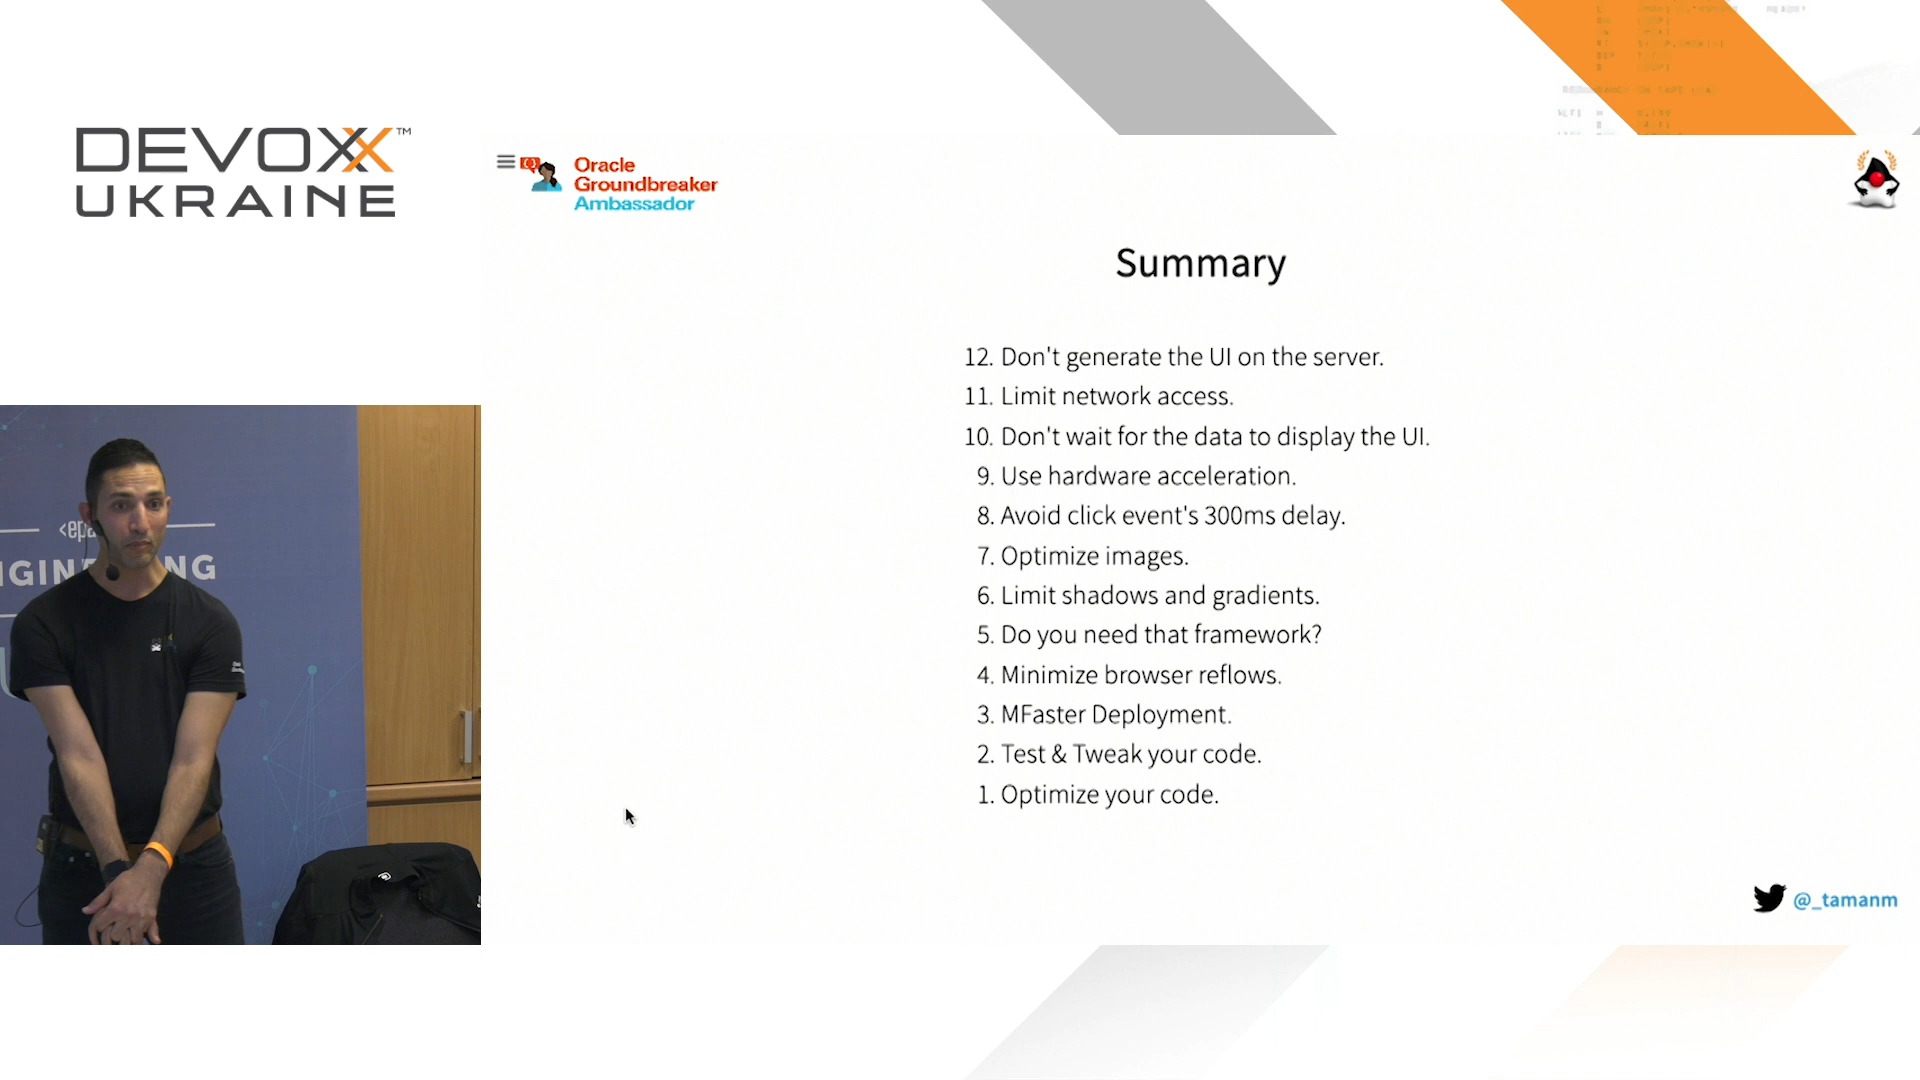 DEVOXX™
UKRAINE
Oracle
Groundbreaker
Ambassador
Summary
12. Don't generate the UI on the server.
11. Limit network access.
10. Don't wait for the data to display the UI.
9. Use hardware acceleration.
8. Avoid click event's 300ms delay.
7. Optimize images.
6. Limit shadows and gradients.
5. Do you need that framework?
4. Minimize browser reflows.
3. MFaster Deployment.
2. Test & Tweak your code.
1. Optimize your code.
@_tamanm